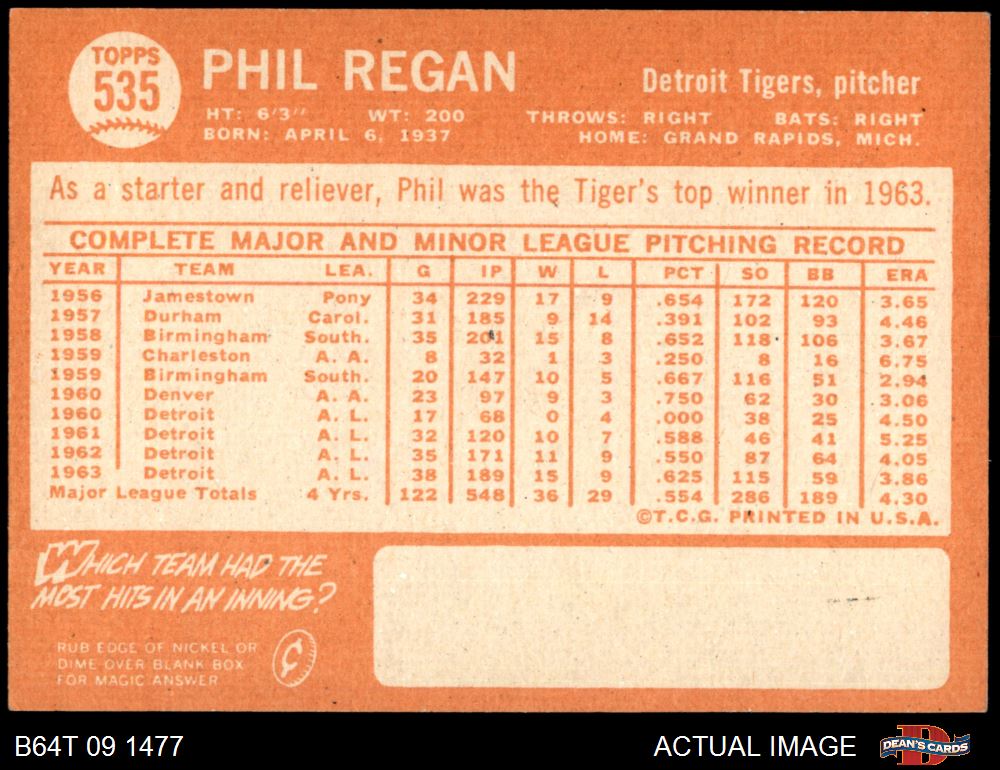 TOPPS
535
PHIL REGAN
Detroit Tigers, pitcher
HT: 6'3" WT: 200 THROWS: RIGHT BATS: RIGHT
BORN: APRIL 6, 1937 HOME: GRAND RAPIDS, MICH.
As a starter and reliever, Phil was the Tiger's top winner in 1963.
COMPLETE MAJOR AND MINOR LEAGUE PITCHING RECORD
YEAR TEAM LEA. G IP W L PCT SO BB ERA
1956 Jamestown Pony 34 229 17 9 .654 172 120 3.65
1957 Durham Carol. 31 185 9 14 .391 102 93 4.46
1958 Birmingham South. 35 201 15 8 .652 118 106 3.67
1959 Charleston A. A. 8 32 1 3 .250 8 16 6.75
1959 Birmingham South. 20 147 10 5 .667 116 51 2.94
1960 Denver A. A. 23 97 9 3 .750 62 30 3.06
1960 Detroit A. L. 17 68 0 4 .000 38 25 4.50
1961 Detroit A. L. 32 120 10 7 .588 46 41 5.25
1962 Detroit A. L. 35 171 11 9 .550 87 64 4.05
1963 Detroit A. L. 38 189 15 9 .625 115 59 3.86
Major League Totals 4 Yrs. 122 548 36 29 .554 286 189 4.30
©T.C.G. PRINTED IN U.S.A.
WHICH TEAM HAD THE
MOST HITS IN AN INNING?
RUB EDGE OF NICKEL OR
DIME OVER BLANK BOX
FOR MAGIC ANSWER
¢
B64T 09 1477
ACTUAL IMAGE
D
DEAN'S CARDS